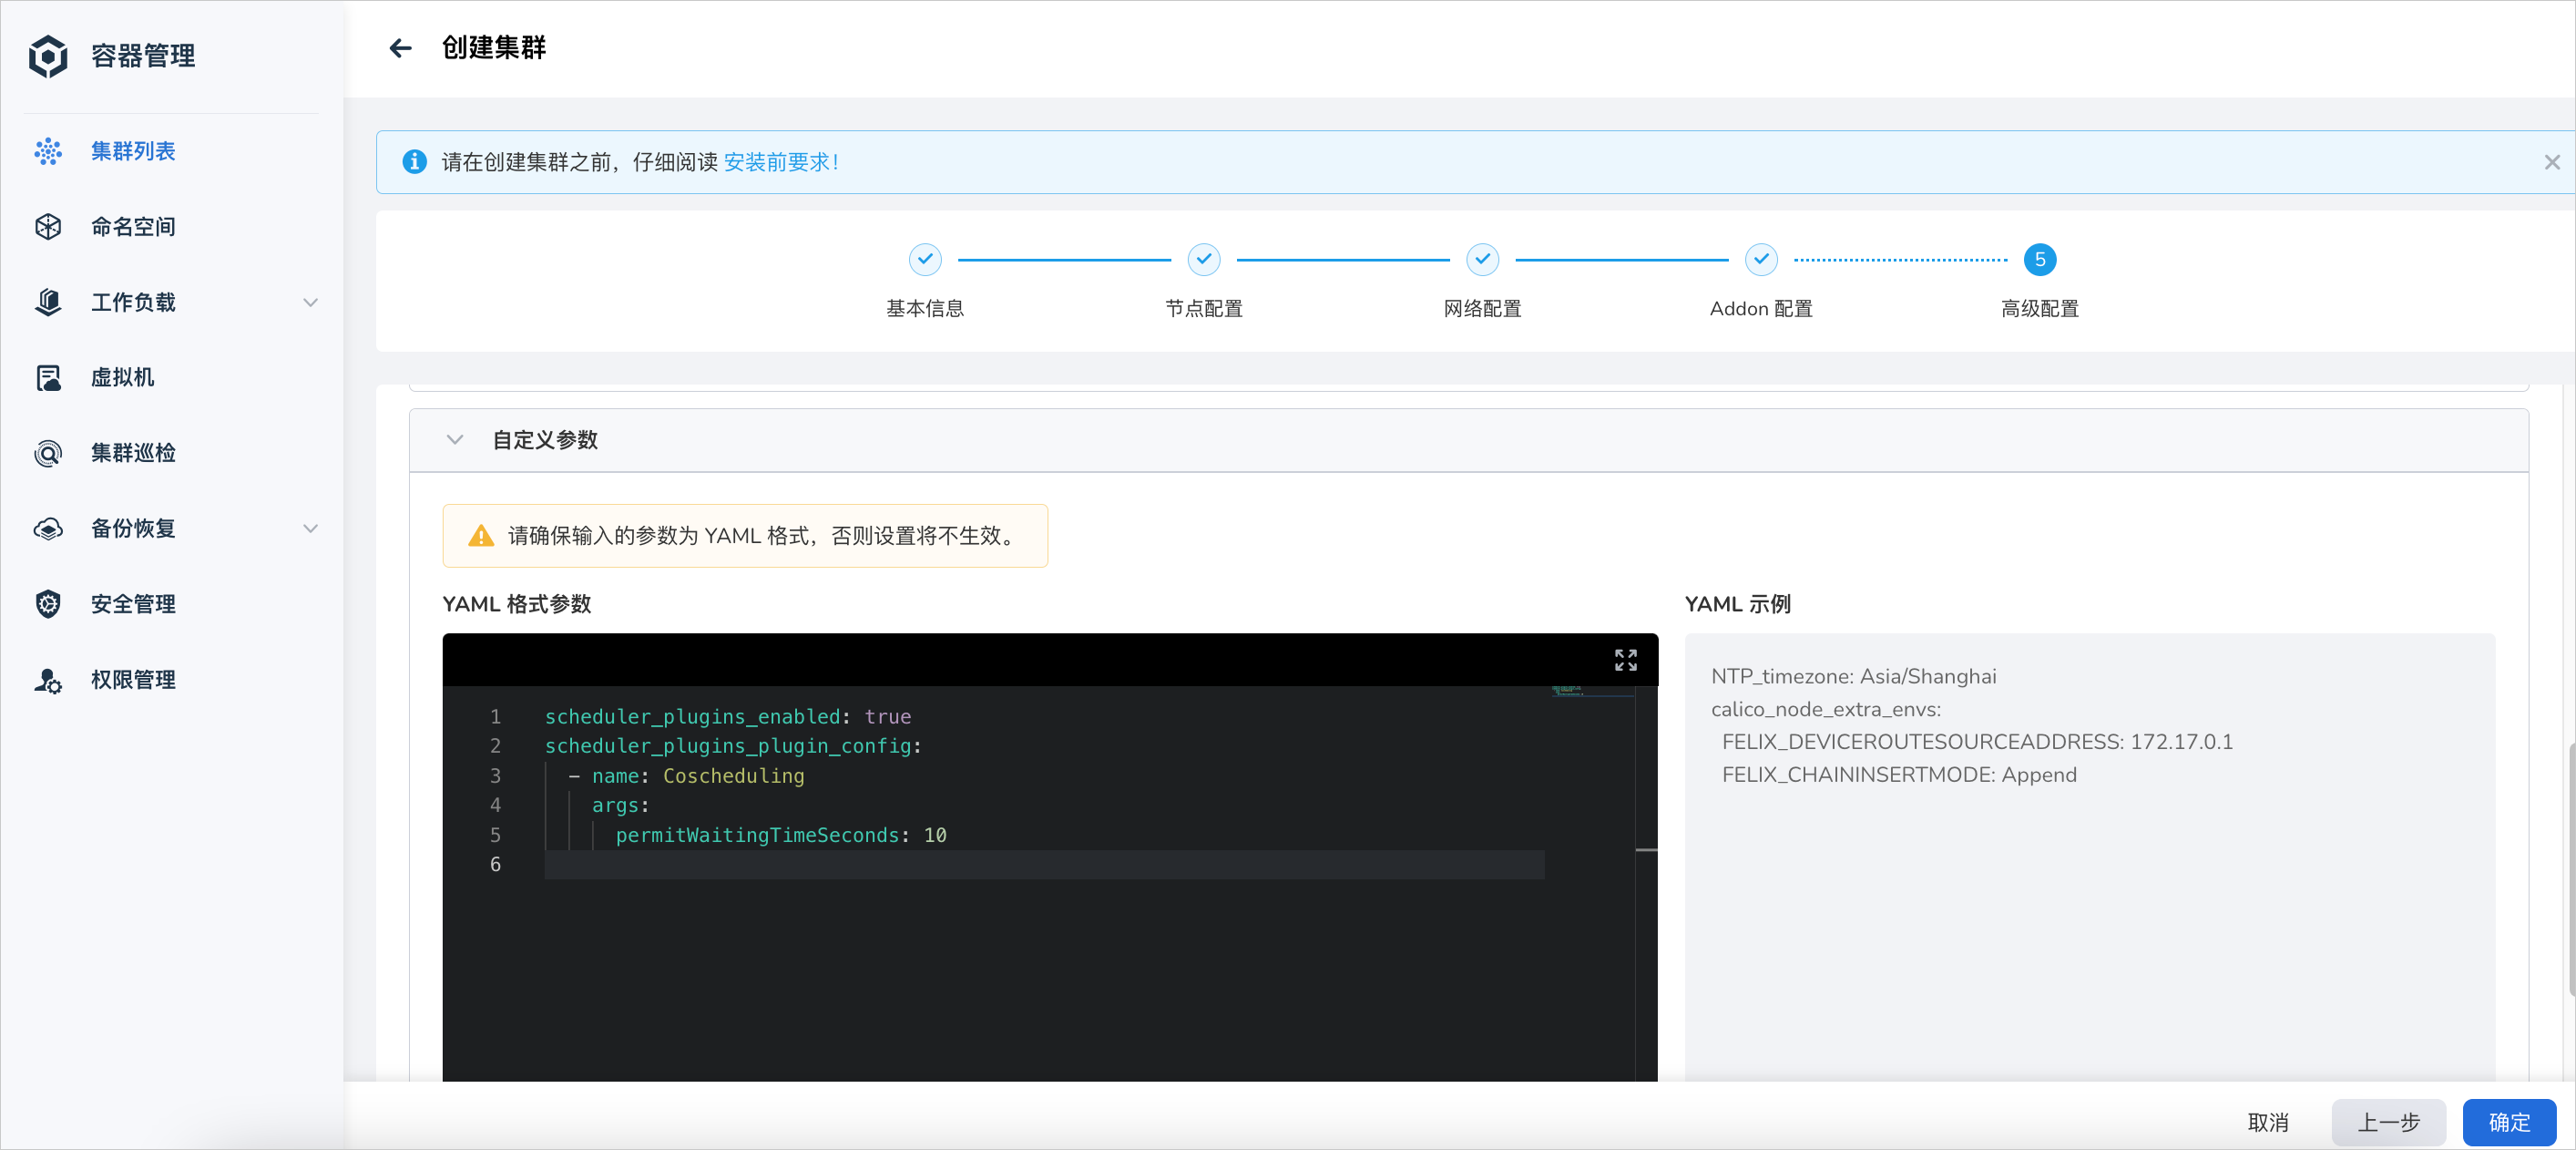 容器管理
集群列表
命名空间
工作负载
虚拟机
集群巡检
备份恢复
安全管理
权限管理
创建集群
请在创建集群之前，仔细阅读 安装前要求！
5
基本信息
节点配置
网络配置
Addon 配置
高级配置
自定义参数
请确保输入的参数为 YAML 格式，否则设置将不生效。
YAML 格式参数
1 scheduler_plugins_enabled: true
2 scheduler_plugins_plugin_config:
3 - name: Coscheduling
4 args:
5 permitWaitingTimeSeconds: 10
6
YAML 示例
NTP_timezone: Asia/Shanghai
calico_node_extra_envs:
FELIX_DEVICEROUTESOURCEADDRESS: 172.17.0.1
FELIX_CHAININSERTMODE: Append
取消
上一步
确定